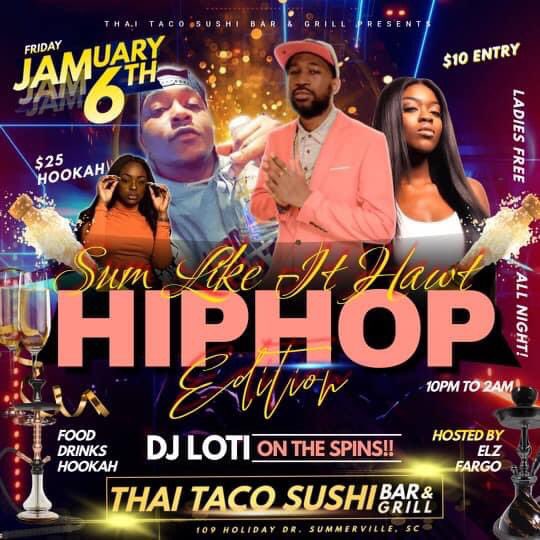 THAI TACO SUSHI BAR & GRILL PRESENTS
FRIDAY
JAMUARY
JAM
6TH
$10 ENTRY
LADIES FREE
ALL NIGHT!
$25
HOOKAH
Sum Like It Hawt
HIPHOP
Edition
10PM TO 2AM
FOOD
DRINKS
HOOKAH
DJ LOTI ON THE SPINS!!
HOSTED BY
ELZ
FARGO
THAI TACO SUSHI BAR &
GRILL
109 HOLIDAY DR. SUMMERVILLE, SC